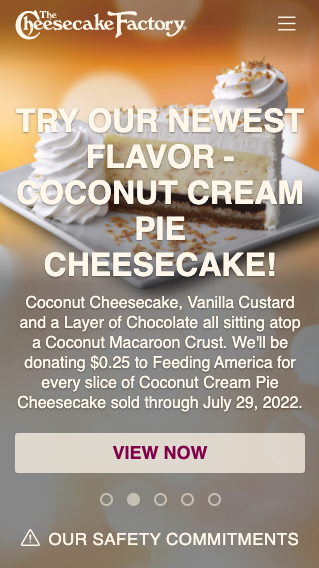 The
Cheesecake Factory®
TRY OUR NEWEST
FLAVOR -
COCONUT CREAM
PIE
CHEESECAKE!
Coconut Cheesecake, Vanilla Custard
and a Layer of Chocolate all sitting atop
a Coconut Macaroon Crust. We'll be
donating $0.25 to Feeding America for
every slice of Coconut Cream Pie
Cheesecake sold through July 29, 2022.
VIEW NOW
OUR SAFETY COMMITMENTS